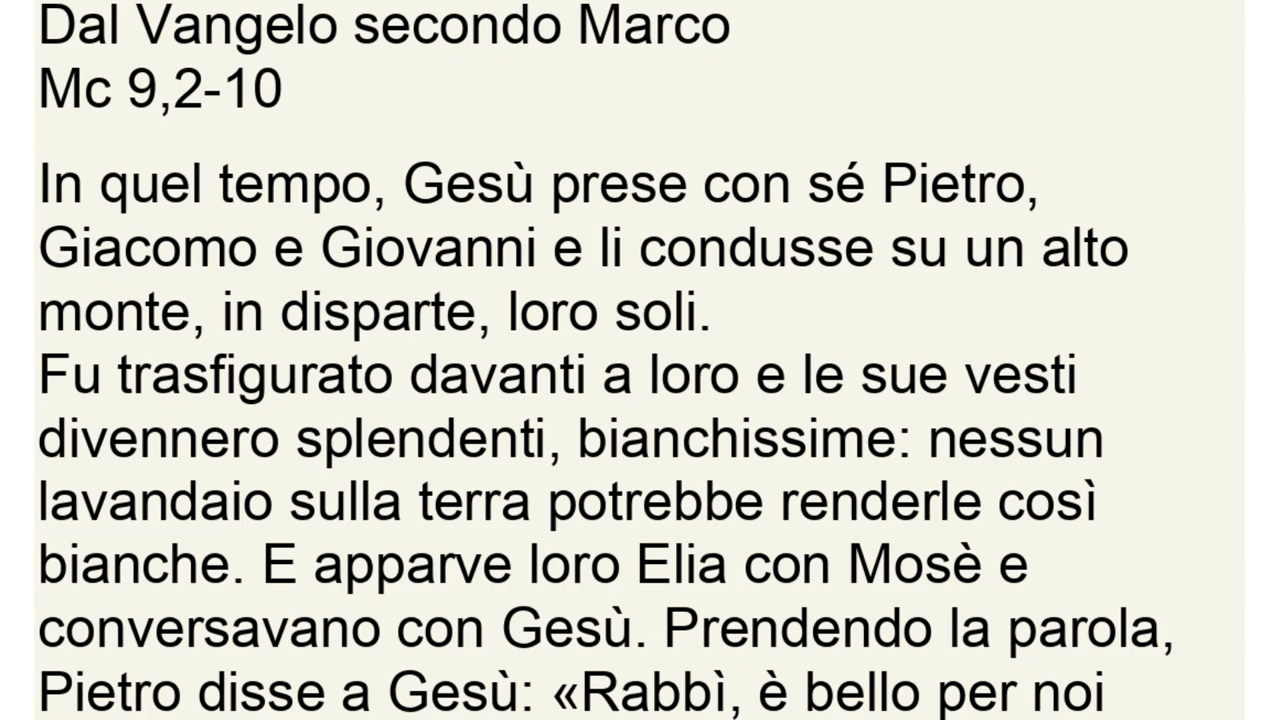 Dal Vangelo secondo Marco
Mc 9,2-10
In quel tempo, Gesù prese con sé Pietro,
Giacomo e Giovanni e li condusse su un alto
monte, in disparte, loro soli.
Fu trasfigurato davanti a loro e le sue vesti
divennero splendenti, bianchissime: nessun
lavandaio sulla terra potrebbe renderle così
bianche. E apparve loro Elia con Mosè e
conversavano con Gesù. Prendendo la parola,
Pietro disse a Gesù: «Rabbì, è bello per noi